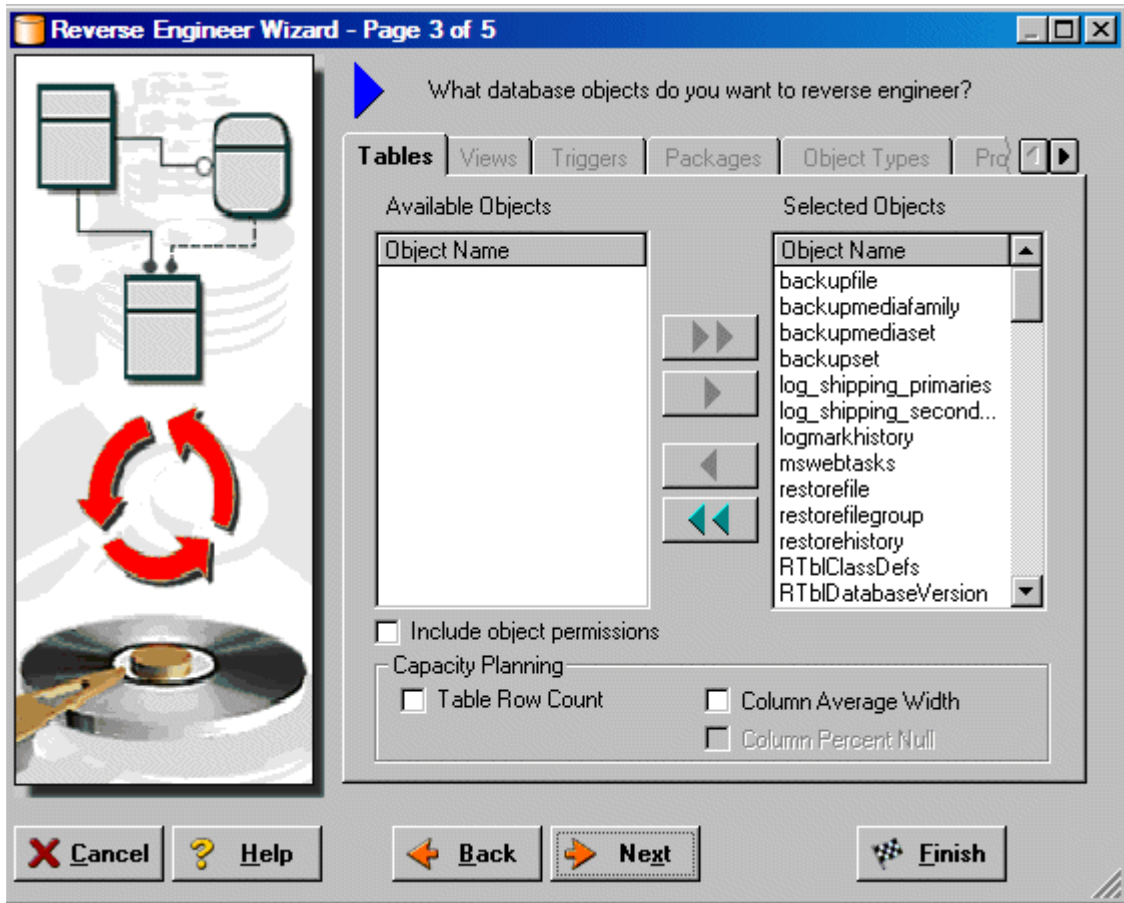 Reverse Engineer Wizard - Page 3 of 5
What database objects do you want to reverse engineer?
Tables Views Triggers Packages Object Types Pro
Available Objects Selected Objects
Object Name Object Name
backupfile
backupmediafamily
backupmediaset
backupset
log_shipping_primaries
log_shipping_second...
logmarkhistory
mswebtasks
restorefile
restorefilegroup
restorehistory
RTblClassDefs
RTblDatabaseVersion
Include object permissions
Capacity Planning
Table Row Count Column Average Width
Column Percent Null
Cancel Help Back Next Finish